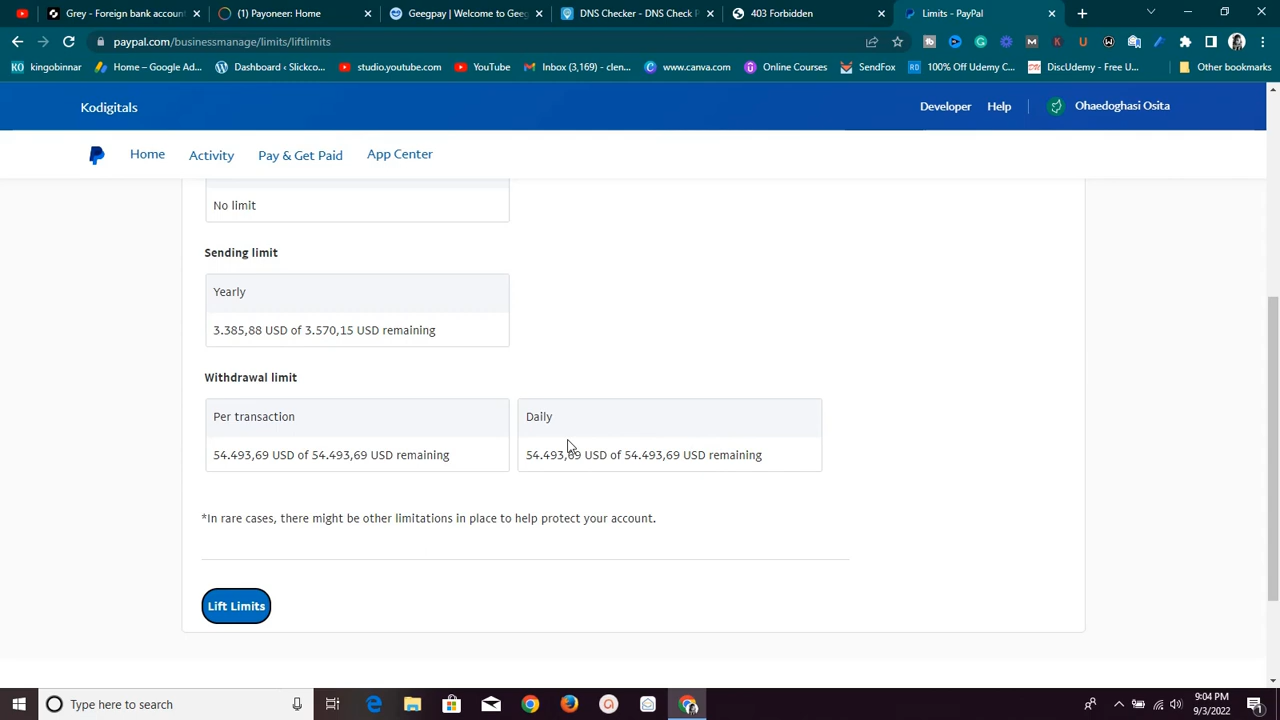 Grey - Foreign bank account
(1) Payoneer: Home
Geegpay | Welcome to Geeg
DNS Checker - DNS Check P
403 Forbidden
Limits - PayPal
paypal.com/businessmanage/limits/liftlimits
kingobinnar
Home – Google Ad...
Dashboard ‹ Slickco...
studio.youtube.com
YouTube
Inbox (3,169) - clen...
www.canva.com
Online Courses
SendFox
100% Off Udemy C...
DiscUdemy - Free U...
Other bookmarks
Kodigitals
Developer
Help
Ohaedoghasi Osita
Home
Activity
Pay & Get Paid
App Center
No limit
Sending limit
Yearly
3.385,88 USD of 3.570,15 USD remaining
Withdrawal limit
Per transaction
Daily
54.493,69 USD of 54.493,69 USD remaining
54.493,69 USD of 54.493,69 USD remaining
*In rare cases, there might be other limitations in place to help protect your account.
Lift Limits
Type here to search
9:04 PM
9/3/2022